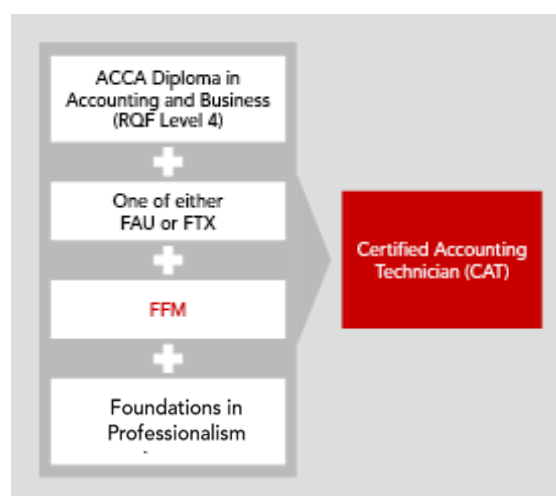 ACCA Diploma in
Accounting and Business
(RQF Level 4)
One of either
FAU or FTX
FFM
Foundations in
Professionalism
Certified Accounting
Technician (CAT)